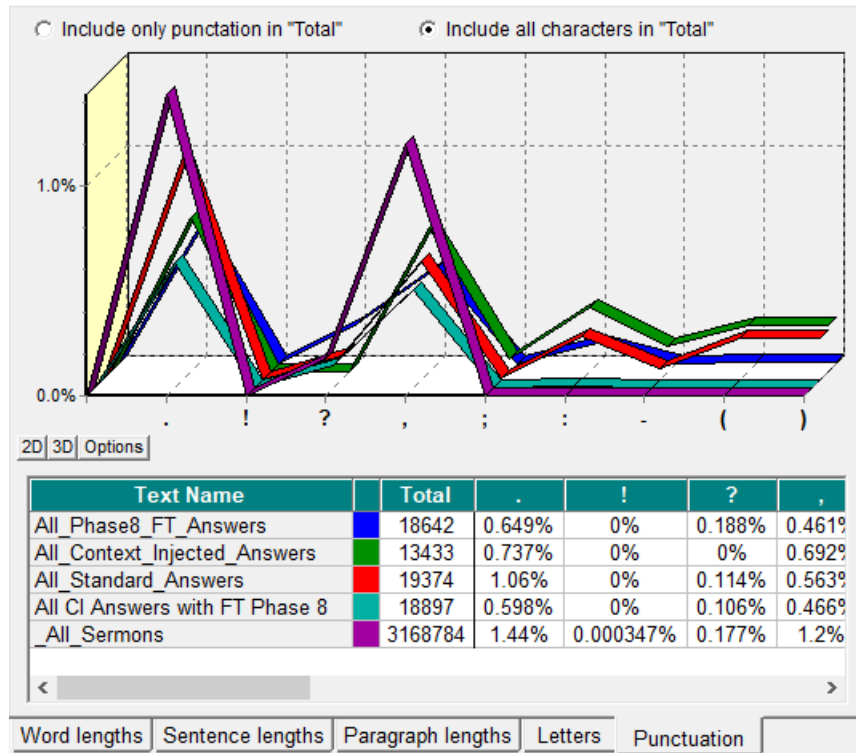 Include only punctation in "Total" Include all characters in "Total"
1.0%
0.0%
. ! ? , ; : - ( )
2D 3D Options
Text Name Total . ! ? ,
All_Phase8_FT_Answers 18642 0.649% 0% 0.188% 0.461%
All_Context_Injected_Answers 13433 0.737% 0% 0% 0.692%
All_Standard_Answers 19374 1.06% 0% 0.114% 0.563%
All CI Answers with FT Phase 8 18897 0.598% 0% 0.106% 0.466%
_All_Sermons 3168784 1.44% 0.000347% 0.177% 1.2%
< >
Word lengths Sentence lengths Paragraph lengths Letters Punctuation